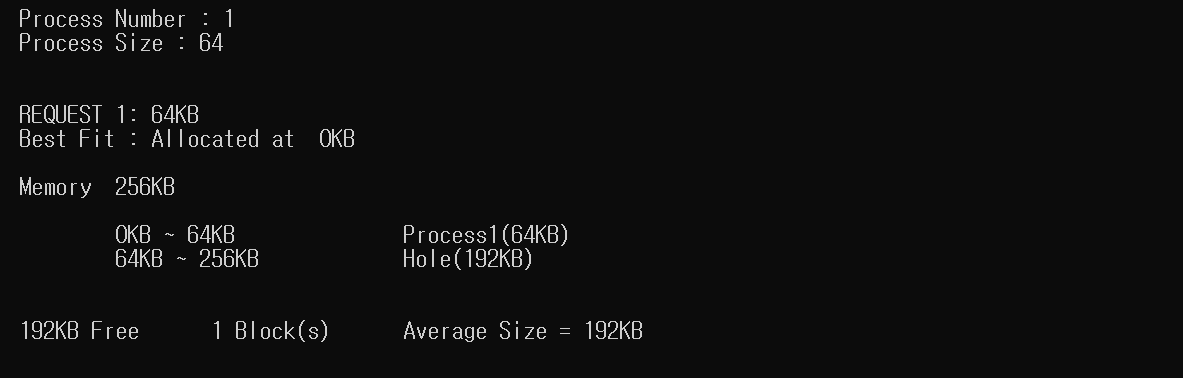 Process Number : 1
Process Size : 64
REQUEST 1: 64KB
Best Fit : Allocated at  0KB
Memory  256KB
0KB ~ 64KB    Process1(64KB)
64KB ~ 256KB    Hole(192KB)
192KB Free    1 Block(s)    Average Size = 192KB